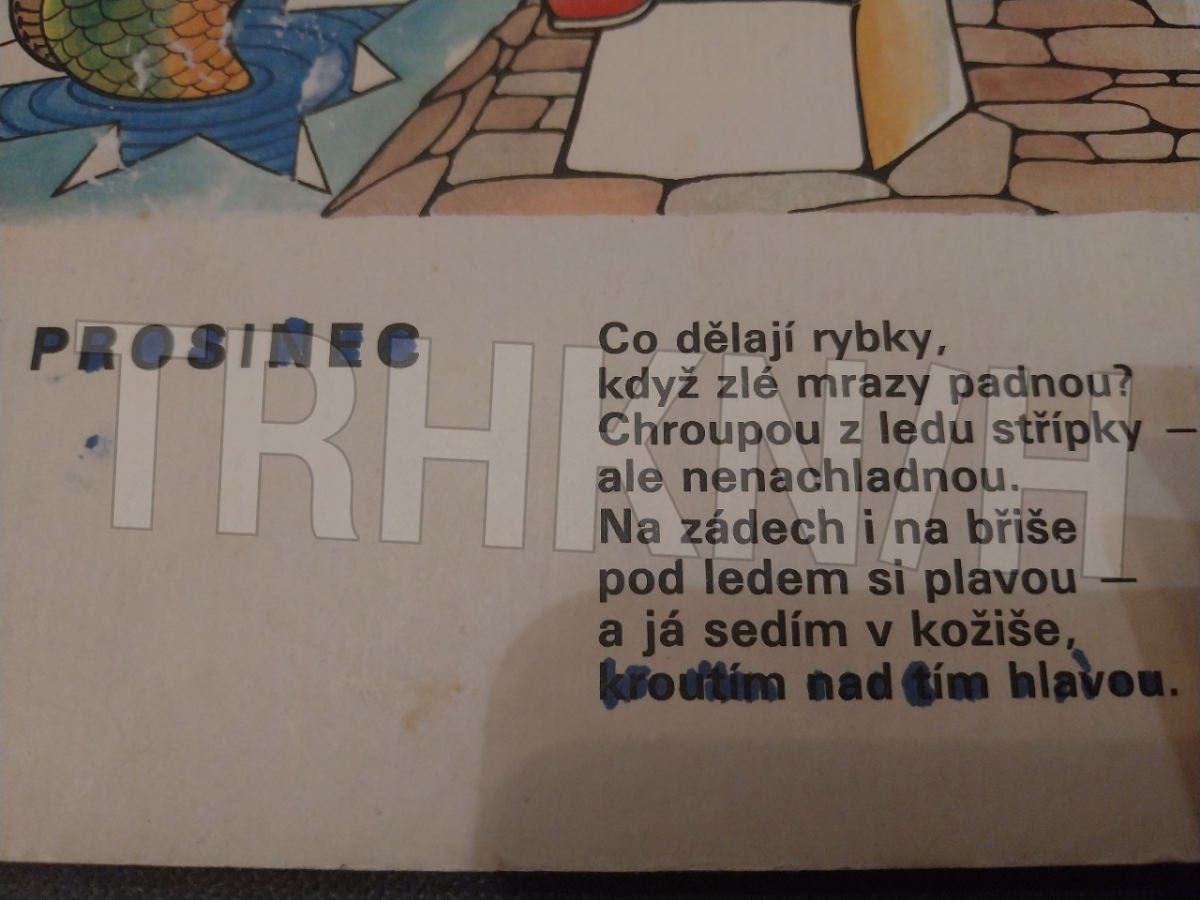 PROSINEC
Co dělají rybky,
když zlé mrazy padnou?
Chroupou z ledu střípky –
ale nenachladnou.
Na zádech i na břiše
pod ledem si plavou –
a já sedím v kožiše,
kroutím nad tím hlavou.
TRHKNIH